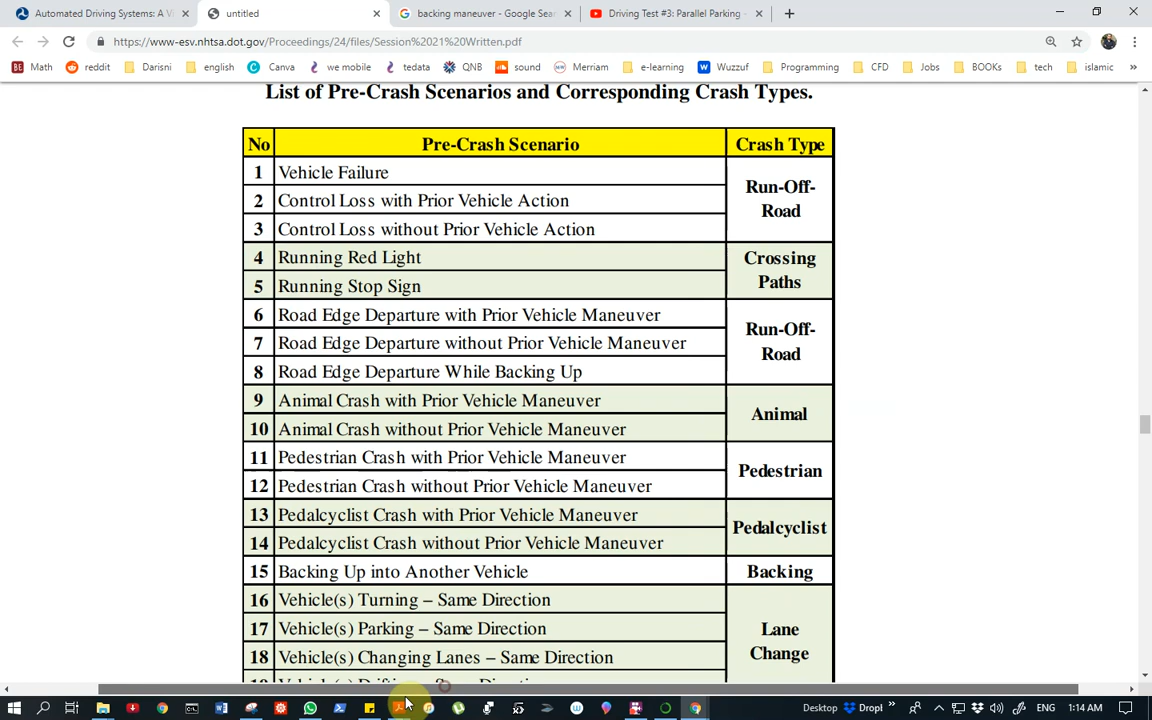 Automated Driving Systems: A Vi
untitled
backing maneuver - Google Sear
Driving Test #3: Parallel Parking -
https://www-esv.nhtsa.dot.gov/Proceedings/24/files/Session%2021%20Written.pdf
Math reddit Darisni english Canva we mobile tedata QNB sound Merriam e-learning Wuzzuf Programming CFD Jobs BOOKs tech islamic »
List of Pre-Crash Scenarios and Corresponding Crash Types.
No Pre-Crash Scenario Crash Type
1 Vehicle Failure
2 Control Loss with Prior Vehicle Action
3 Control Loss without Prior Vehicle Action
Run-Off-
Road
4 Running Red Light
5 Running Stop Sign
Crossing
Paths
6 Road Edge Departure with Prior Vehicle Maneuver
7 Road Edge Departure without Prior Vehicle Maneuver
8 Road Edge Departure While Backing Up
Run-Off-
Road
9 Animal Crash with Prior Vehicle Maneuver
10 Animal Crash without Prior Vehicle Maneuver
Animal
11 Pedestrian Crash with Prior Vehicle Maneuver
12 Pedestrian Crash without Prior Vehicle Maneuver
Pedestrian
13 Pedalcyclist Crash with Prior Vehicle Maneuver
14 Pedalcyclist Crash without Prior Vehicle Maneuver
Pedalcyclist
15 Backing Up into Another Vehicle Backing
16 Vehicle(s) Turning – Same Direction
17 Vehicle(s) Parking – Same Direction
18 Vehicle(s) Changing Lanes – Same Direction
Lane
Change
Desktop Dropl » ENG 1:14 AM